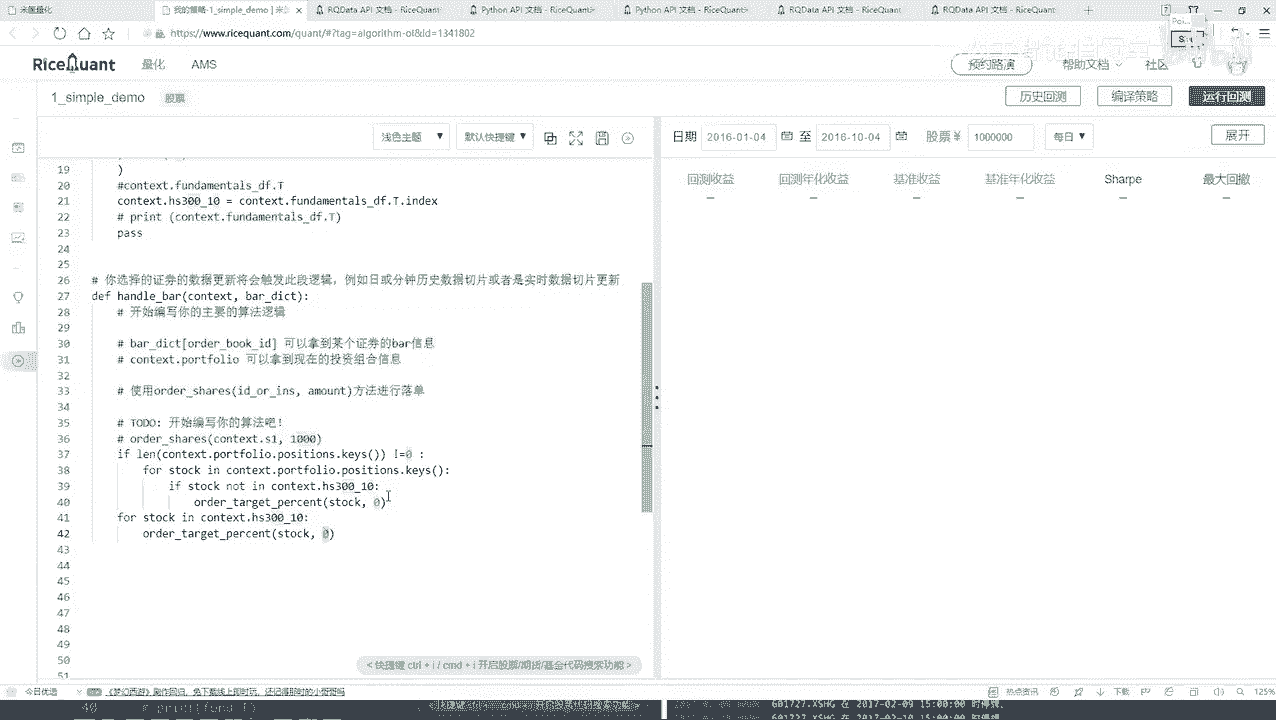 米筐量化
我的策略-1_simple_demo ] 米筐
RQData API 文档 - RiceQuant
Python API 文档 - RiceQuant
Python API 文档 - RiceQuant
RQData API 文档 - RiceQuant
RQData API 文档 - RiceQuant
https://www.ricequant.com/quant/#?tag=algorithm-ol&id=1341802
RiceQuant 量化 AMS 预约路演 帮助文档 社区
1_simple_demo 股票 历史回测 编译策略 运行回测
浅色主题 默认快捷键 日期 2016-01-04 至 2016-10-04 股票 ¥ 1000000 每日 展开
回测收益 回测年化收益 基准收益 基准年化收益 Sharpe 最大回撤
— — — — — —
19 )
20 #context.fundamentals_df.T
21 context.hs300_10 = context.fundamentals_df.T.index
22 # print (context.fundamentals_df.T)
23 pass
24
25
26 # 你选择的证券的数据更新将会触发此段逻辑，例如日或分钟历史数据切片或者是实时数据切片更新
27 def handle_bar(context, bar_dict):
28 # 开始编写你的主要的算法逻辑
29
30 # bar_dict[order_book_id] 可以拿到某个证券的bar信息
31 # context.portfolio 可以拿到现在的投资组合信息
32
33 # 使用order_shares(id_or_ins, amount)方法进行落单
34
35 # TODO: 开始编写你的算法吧！
36 # order_shares(context.s1, 1000)
37 if len(context.portfolio.positions.keys()) !=0 :
38 for stock in context.portfolio.positions.keys():
39 if stock not in context.hs300_10:
40 order_target_percent(stock, 0)
41 for stock in context.hs300_10:
42 order_target_percent(stock, 0)
43
44
45
46
47
48
49
50
51
< 快捷键 ctrl + i / cmd + i 开启股票/期货/基金代码搜索功能 >
今日优选 热点资讯 下载 125%
40 # print(end_)
601727.XSHG 在 2017-02-09 15:00:00 时停牌.
601727.XSHG 在 2017-02-10 15:00:00 时停牌.